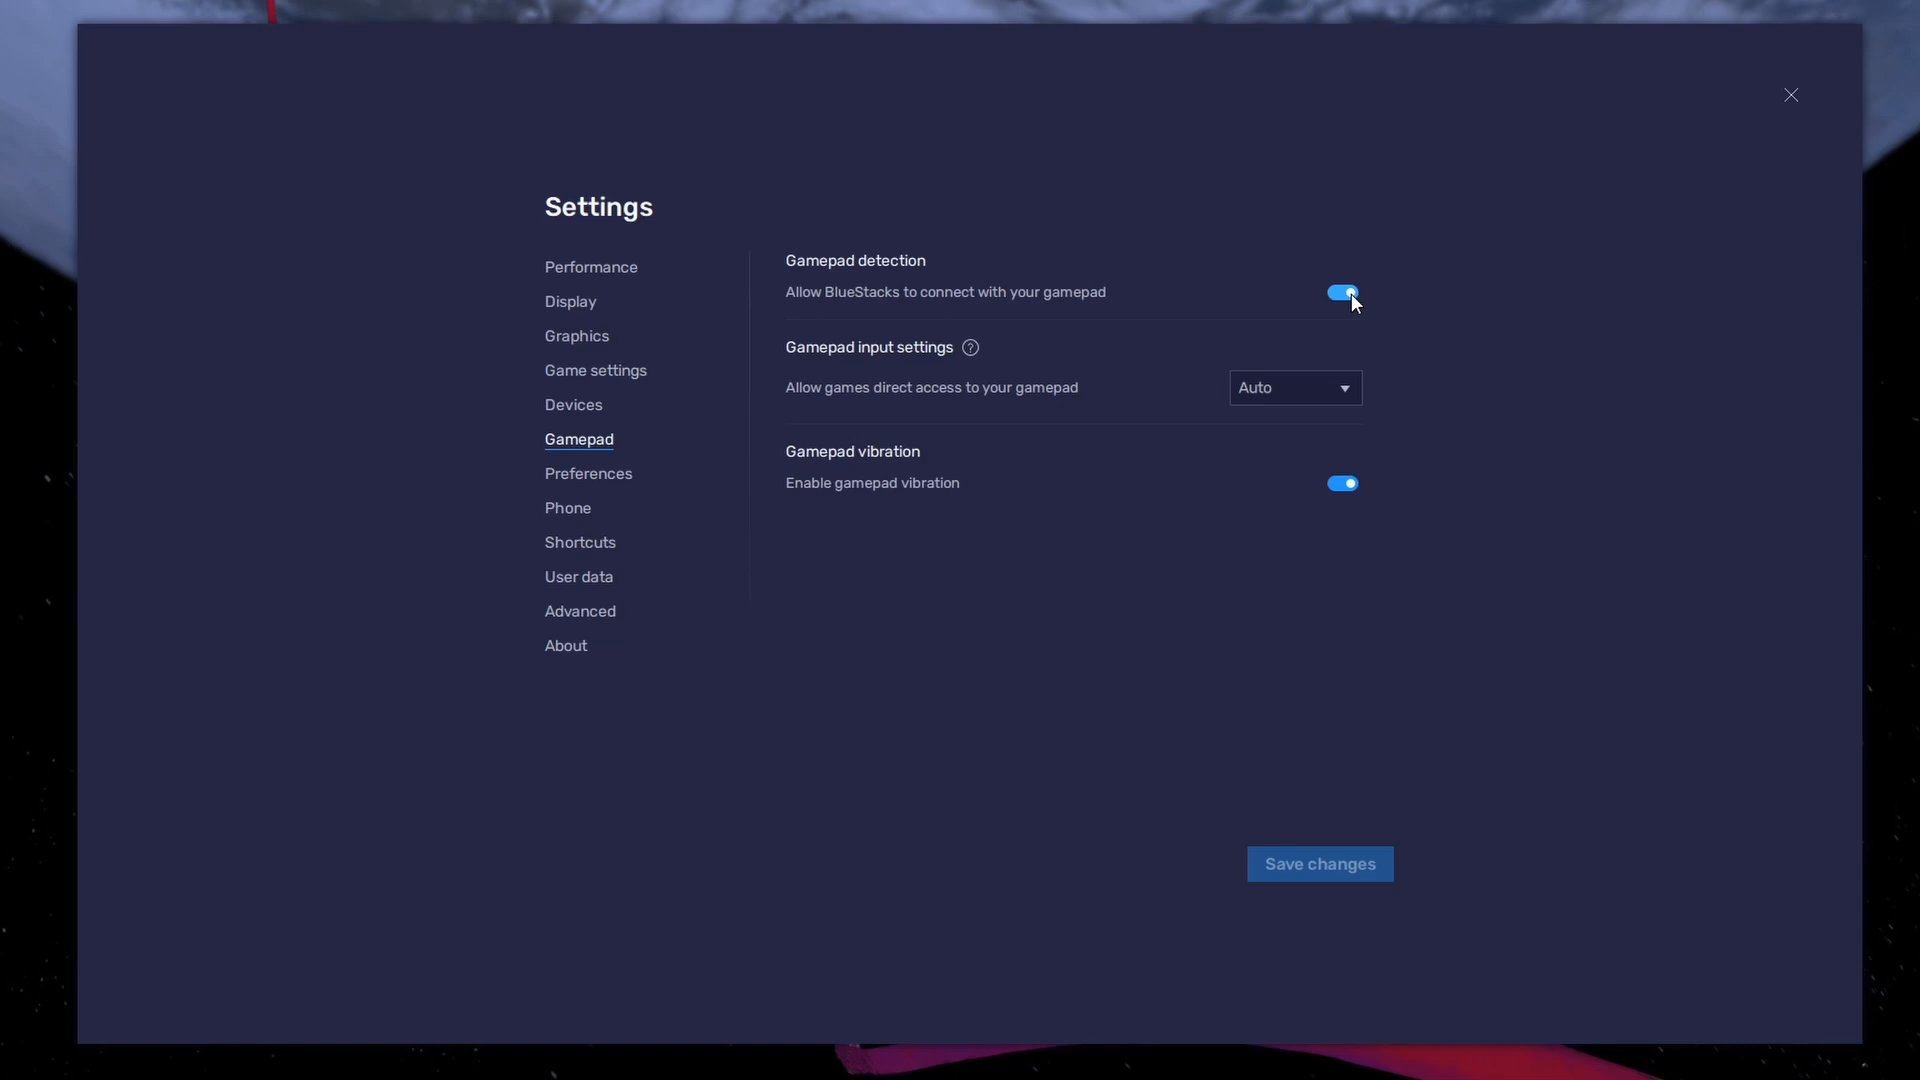 Settings
Performance
Display
Graphics
Game settings
Devices
Gamepad
Preferences
Phone
Shortcuts
User data
Advanced
About
Gamepad detection
Allow BlueStacks to connect with your gamepad
Gamepad input settings ?
Allow games direct access to your gamepad
Auto
Gamepad vibration
Enable gamepad vibration
Save changes